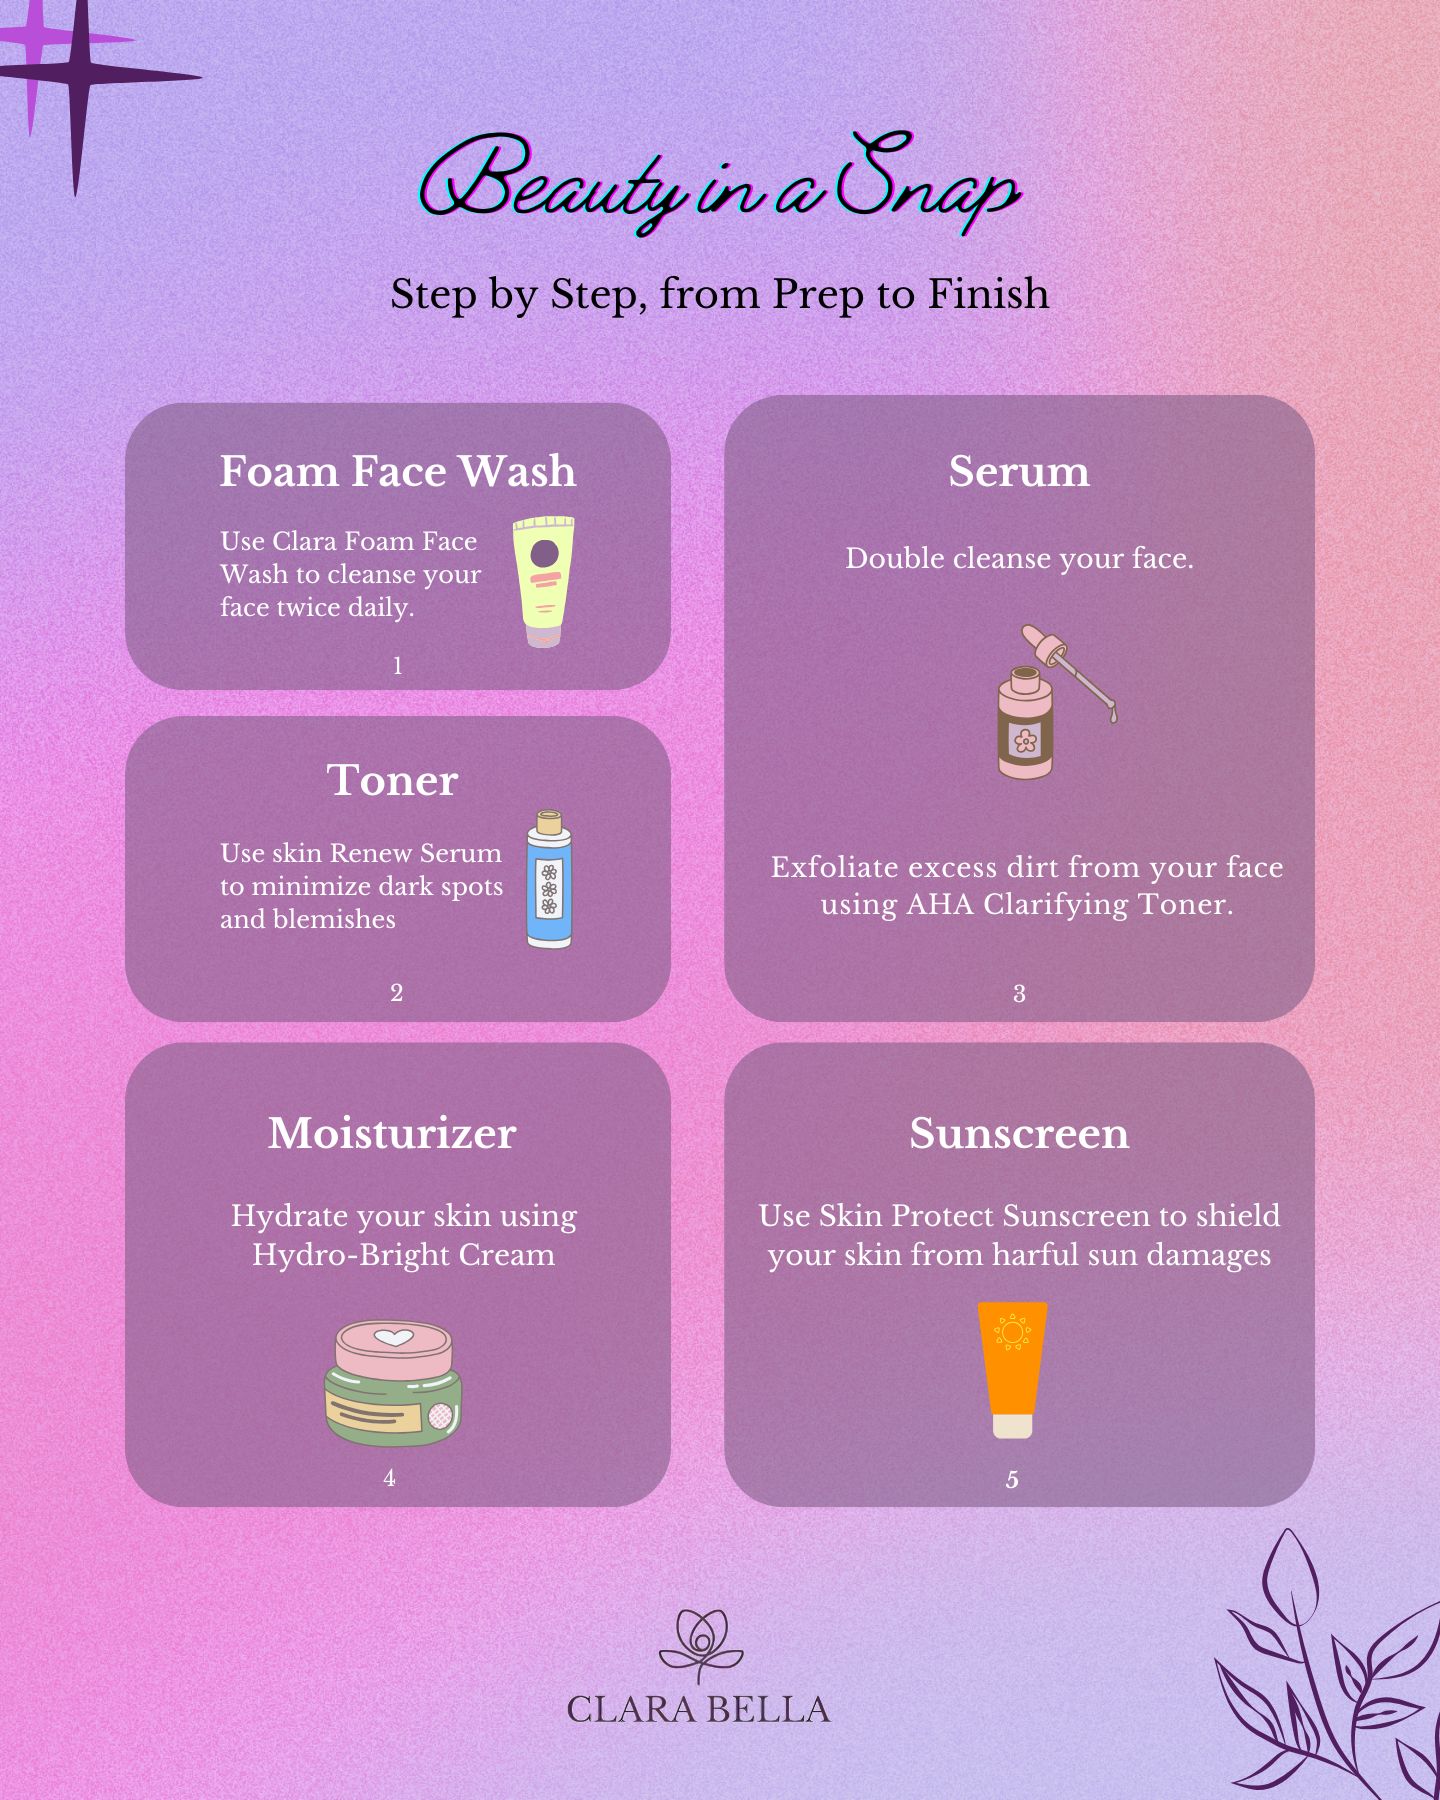 Beauty in a Snap
Step by Step, from Prep to Finish
Foam Face Wash
Use Clara Foam Face
Wash to cleanse your
face twice daily.
1
Toner
Use skin Renew Serum
to minimize dark spots
and blemishes
2
Serum
Double cleanse your face.
Exfoliate excess dirt from your face
using AHA Clarifying Toner.
3
Moisturizer
Hydrate your skin using
Hydro-Bright Cream
4
Sunscreen
Use Skin Protect Sunscreen to shield
your skin from harful sun damages
5
CLARA BELLA